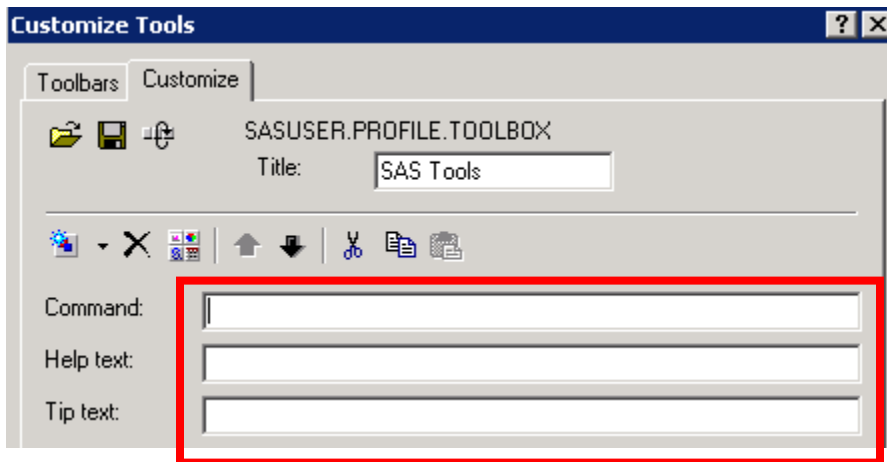 Customize Tools
Toolbars Customize
SASUSER.PROFILE.TOOLBOX
Title: SAS Tools
Command:
Help text:
Tip text: